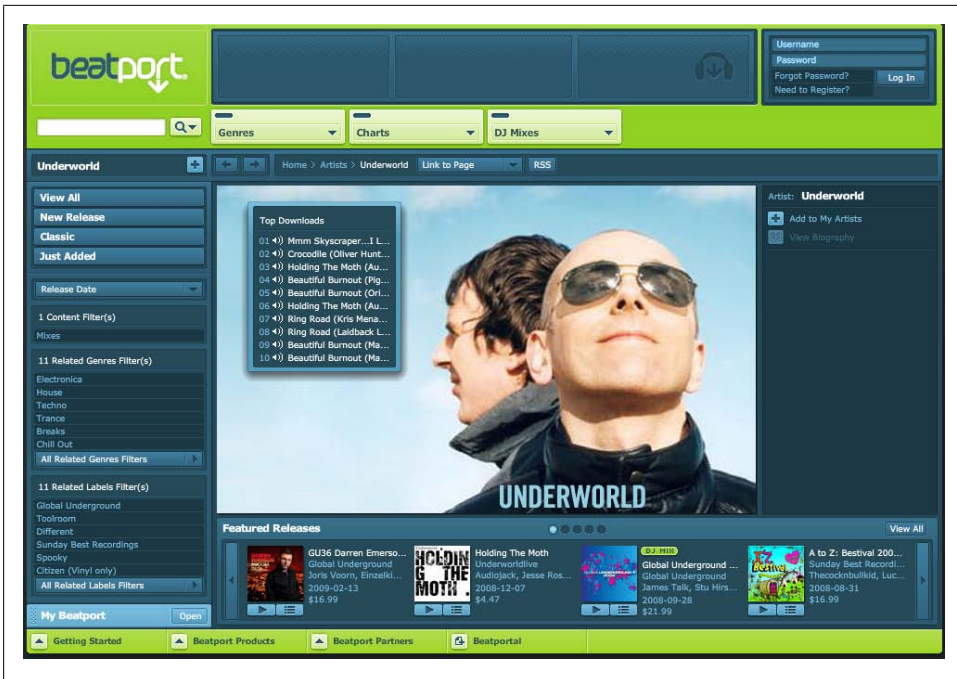 beatport.
Username
Password
Forgot Password?
Log In
Need to Register?
Genres
Charts
DJ Mixes
Underworld
Home > Artists > Underworld
Link to Page
RSS
View All
New Release
Classic
Just Added
Release Date
1 Content Filter(s)
Mixes
11 Related Genres Filter(s)
Electronica
House
Techno
Trance
Breaks
Chill Out
All Related Genres Filters
11 Related Labels Filter(s)
Global Underground
Toolroom
Different
Sunday Best Recordings
Spooky
Citizen (Vinyl only)
All Related Labels Filters
My Beatport
Open
Top Downloads
01 Mmm Skyscraper...I L...
02 Crocodile (Oliver Hunt...
03 Holding The Moth (Au...
04 Beautiful Burnout (Pig...
05 Beautiful Burnout (Ori...
06 Holding The Moth (Au...
07 Ring Road (Kris Mena...
08 Ring Road (Laidback L...
09 Beautiful Burnout (Ma...
10 Beautiful Burnout (Ma...
UNDERWORLD
Artist: Underworld
Add to My Artists
View Biography
Featured Releases
View All
GU36 Darren Emerso...
Global Underground
Joris Voorn, Einzelki...
2009-02-13
$16.99
HOLDIN
G THE
MOTH
Holding The Moth
Underworldlive
Audiojack, Jesse Ros...
2008-12-07
$4.47
DJ MIX
Global Underground ...
Global Underground
James Talk, Stu Hirs...
2008-09-28
$21.99
Bestival
A to Z: Bestival 200...
Sunday Best Recordi...
Thecocknbullkid, Luc...
2008-08-31
$16.99
Getting Started
Beatport Products
Beatport Partners
Beatportal